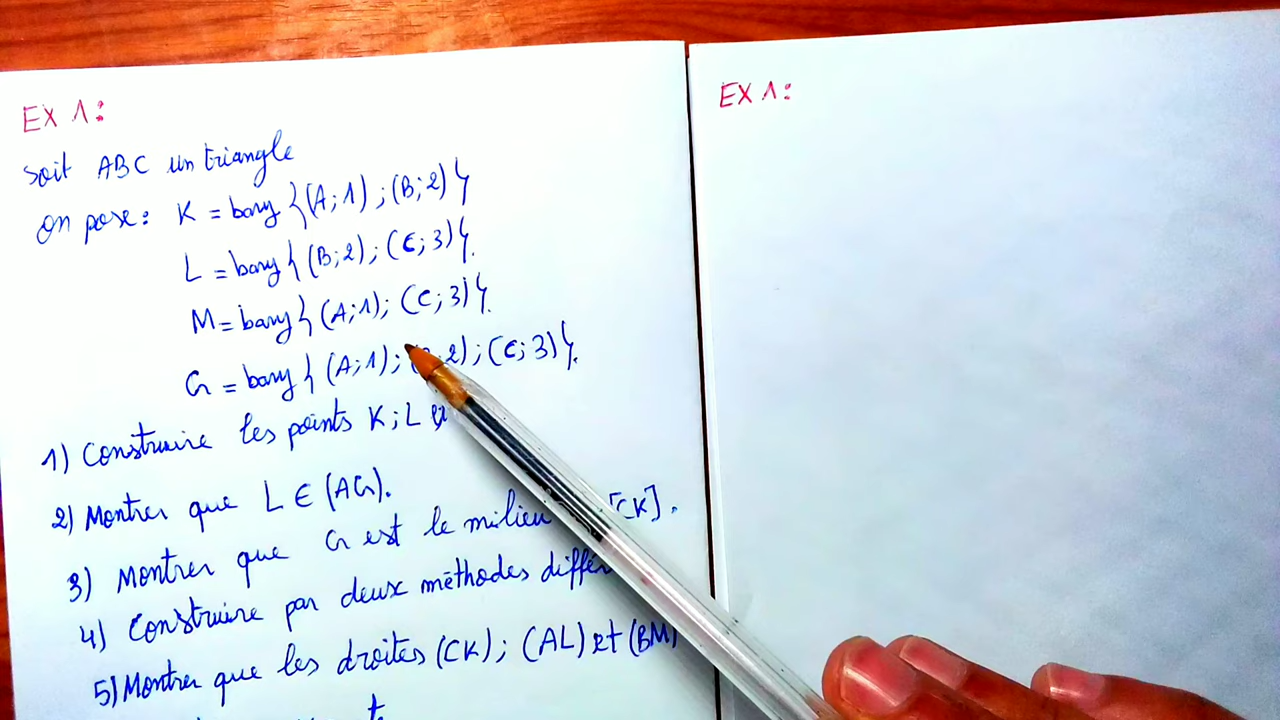 EX 1:
Soit ABC un triangle
On pose: K = bary {(A;1);(B;2)}
L = bary {(B;2);(C;3)}.
M = bary {(A;1);(C;3)}.
G = bary {(A;1); ;2);(C;3)}.
1) Construire les points K;L
2) Montrer que L ∈ (AG).
3) Montrer que G est le milieu [CK].
4) Construire par deux méthodes
5) Montrer que les droites (CK); (AL) et (BM)
EX 1: